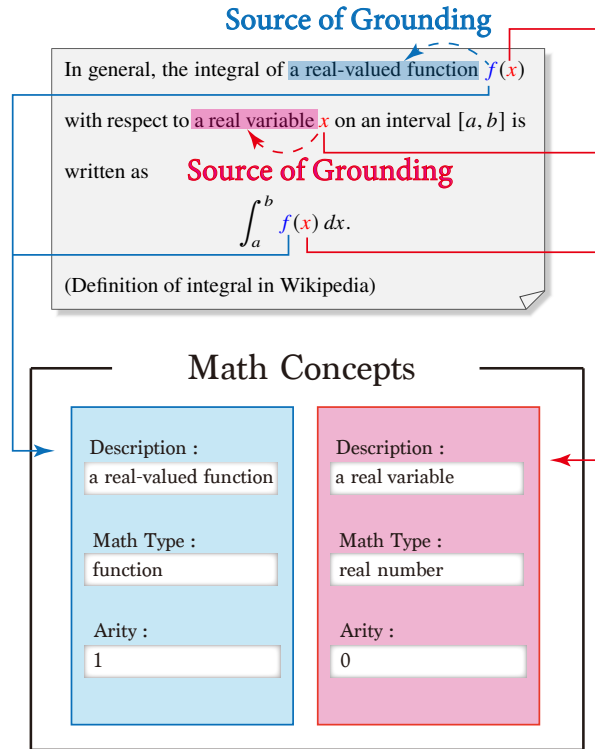 Source of Grounding
In general, the integral of a real-valued function f(x)
with respect to a real variable x on an interval [a, b] is
written as
Source of Grounding
∫_a^b f(x) dx.
(Definition of integral in Wikipedia)
Math Concepts
Description :
a real-valued function
Math Type :
function
Arity :
1
Description :
a real variable
Math Type :
real number
Arity :
0